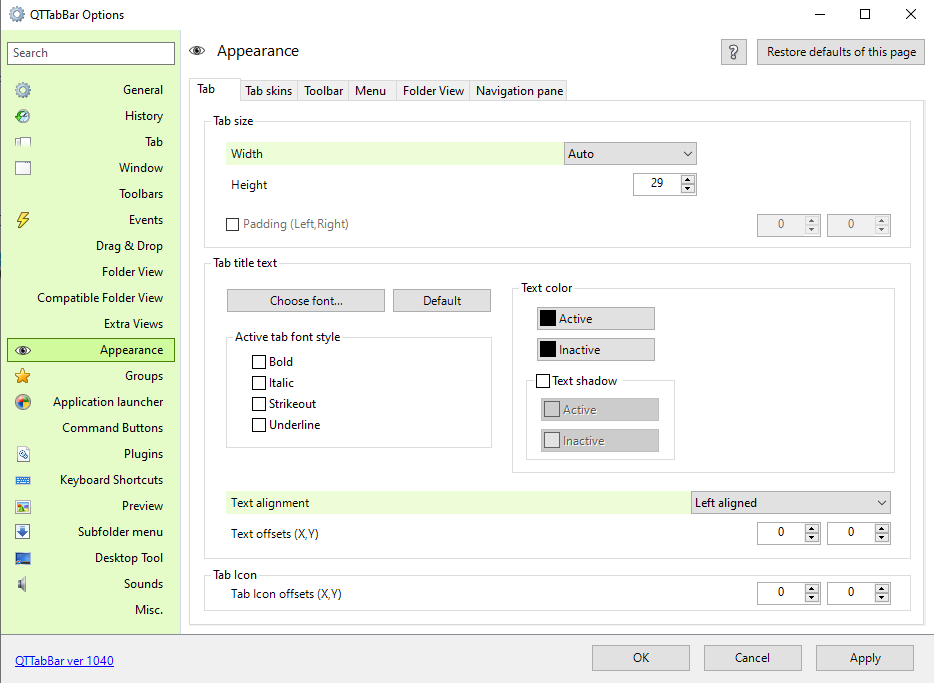 QTTabBar Options
Search
General
History
Tab
Window
Toolbars
Events
Drag & Drop
Folder View
Compatible Folder View
Extra Views
Appearance
Groups
Application launcher
Command Buttons
Plugins
Keyboard Shortcuts
Preview
Subfolder menu
Desktop Tool
Sounds
Misc.
Appearance
?
Restore defaults of this page
Tab Tab skins Toolbar Menu Folder View Navigation pane
Tab size
Width Auto
Height 29
Padding (Left,Right) 0 0
Tab title text
Choose font... Default
Active tab font style
Bold
Italic
Strikeout
Underline
Text color
Active
Inactive
Text shadow
Active
Inactive
Text alignment Left aligned
Text offsets (X,Y) 0 0
Tab Icon
Tab Icon offsets (X,Y) 0 0
QTTabBar ver 1040
OK Cancel Apply